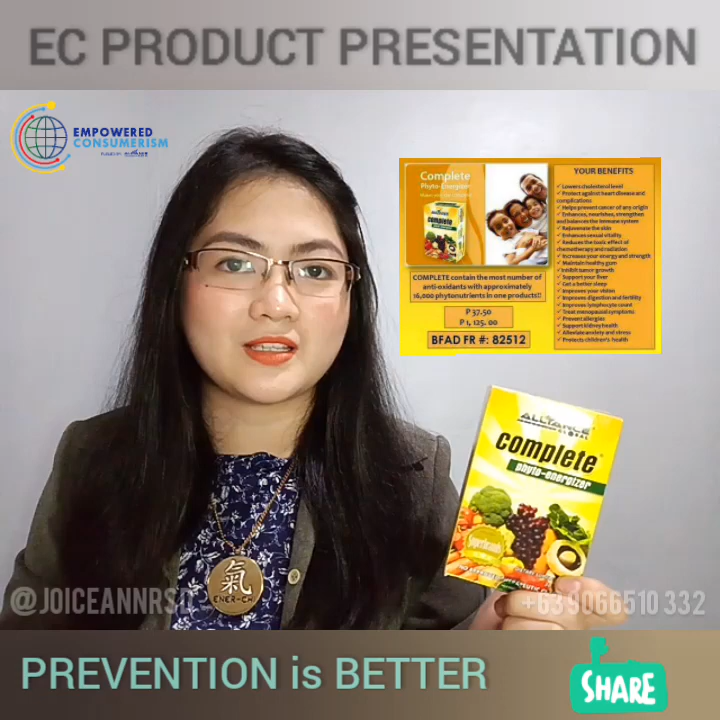 EC PRODUCT PRESENTATION
EMPOWERED
CONSUMERISM
Complete
Phyto-Energizer
complete
COMPLETE contain the most number of
anti-oxidants with approximately
16,000 phytonutrients in one products!!
P 37.50
P 1, 125. 00
BFAD FR #: 82512
YOUR BENEFITS
✓ Lowers cholesterol level
✓ Protect against heart disease and
complications
✓ Helps prevent cancer of any origin
✓ Enhances, nourishes, strengthen
and balances the immune system
✓ Rejuvenate the skin
✓ Enhances sexual vitality
✓ Reduces the toxic effect of
chemotherapy and radiation
✓ Increases your energy and strength
✓ Maintain healthy gum
✓ Inhibit tumor growth
✓ Support your liver
✓ Get a better sleep
✓ Improves your vision
✓ Improves digestion and fertility
✓ Improves lymphocyte count
✓ Treat menopausal symptoms
✓ Prevent allergies
✓ Support kidney health
✓ Alleviate anxiety and stress
✓ Protects children's health
ALLIANCE
GLOBAL
complete
phyto-energizer
氣
ENER-CHI
@JOICEANNRSO
+63 9066510 332
PREVENTION is BETTER
SHARE